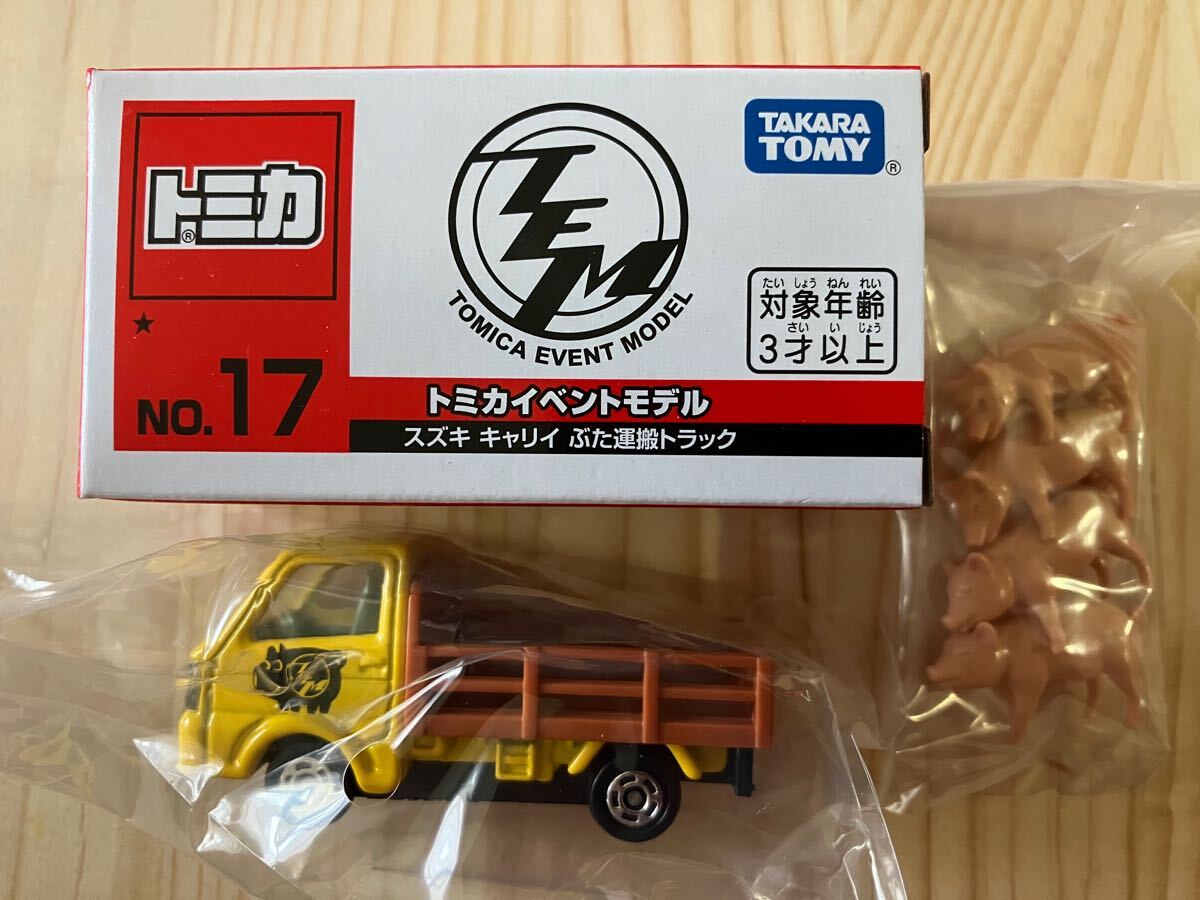 トミカ
®
★
NO.17
TEM
TOMICA EVENT MODEL
TAKARA
TOMY
®
たいしょうねんれい
対象年齢
さいいじょう
3才以上
トミカイベントモデル
スズキ キャリイ ぶた運搬トラック
TEM